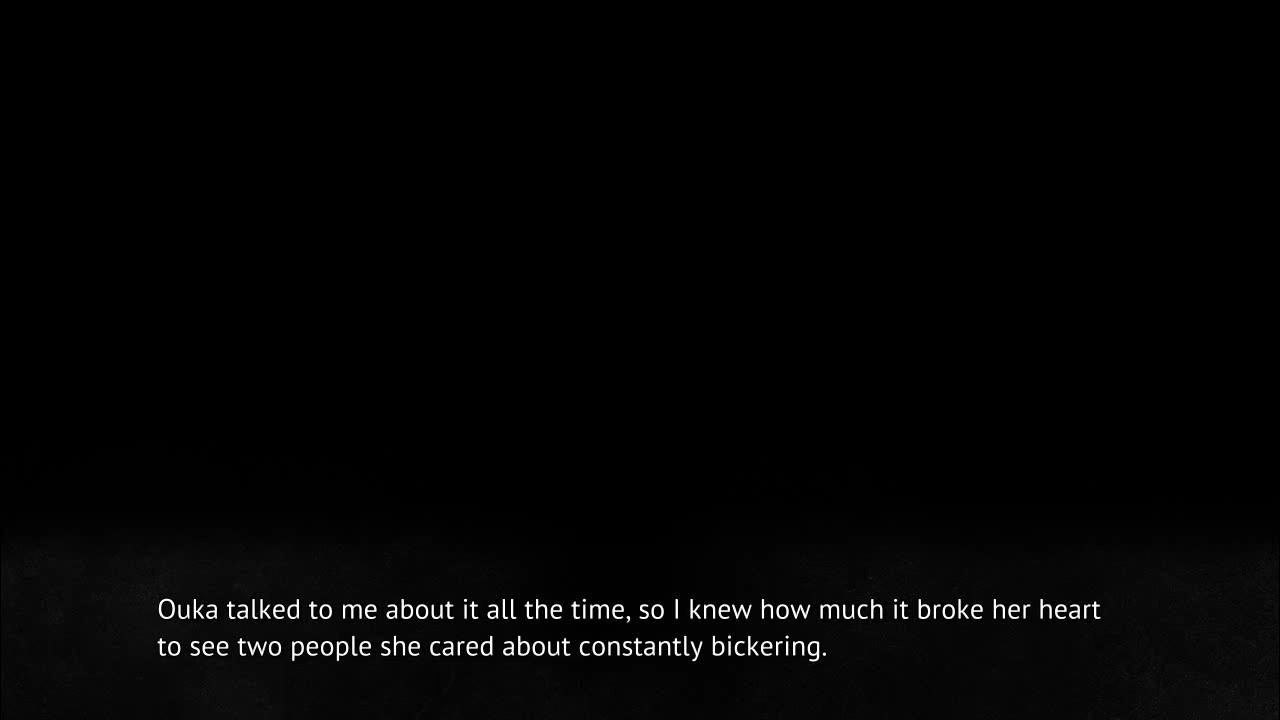 Ouka talked to me about it all the time, so I knew how much it broke her heart
to see two people she cared about constantly bickering.